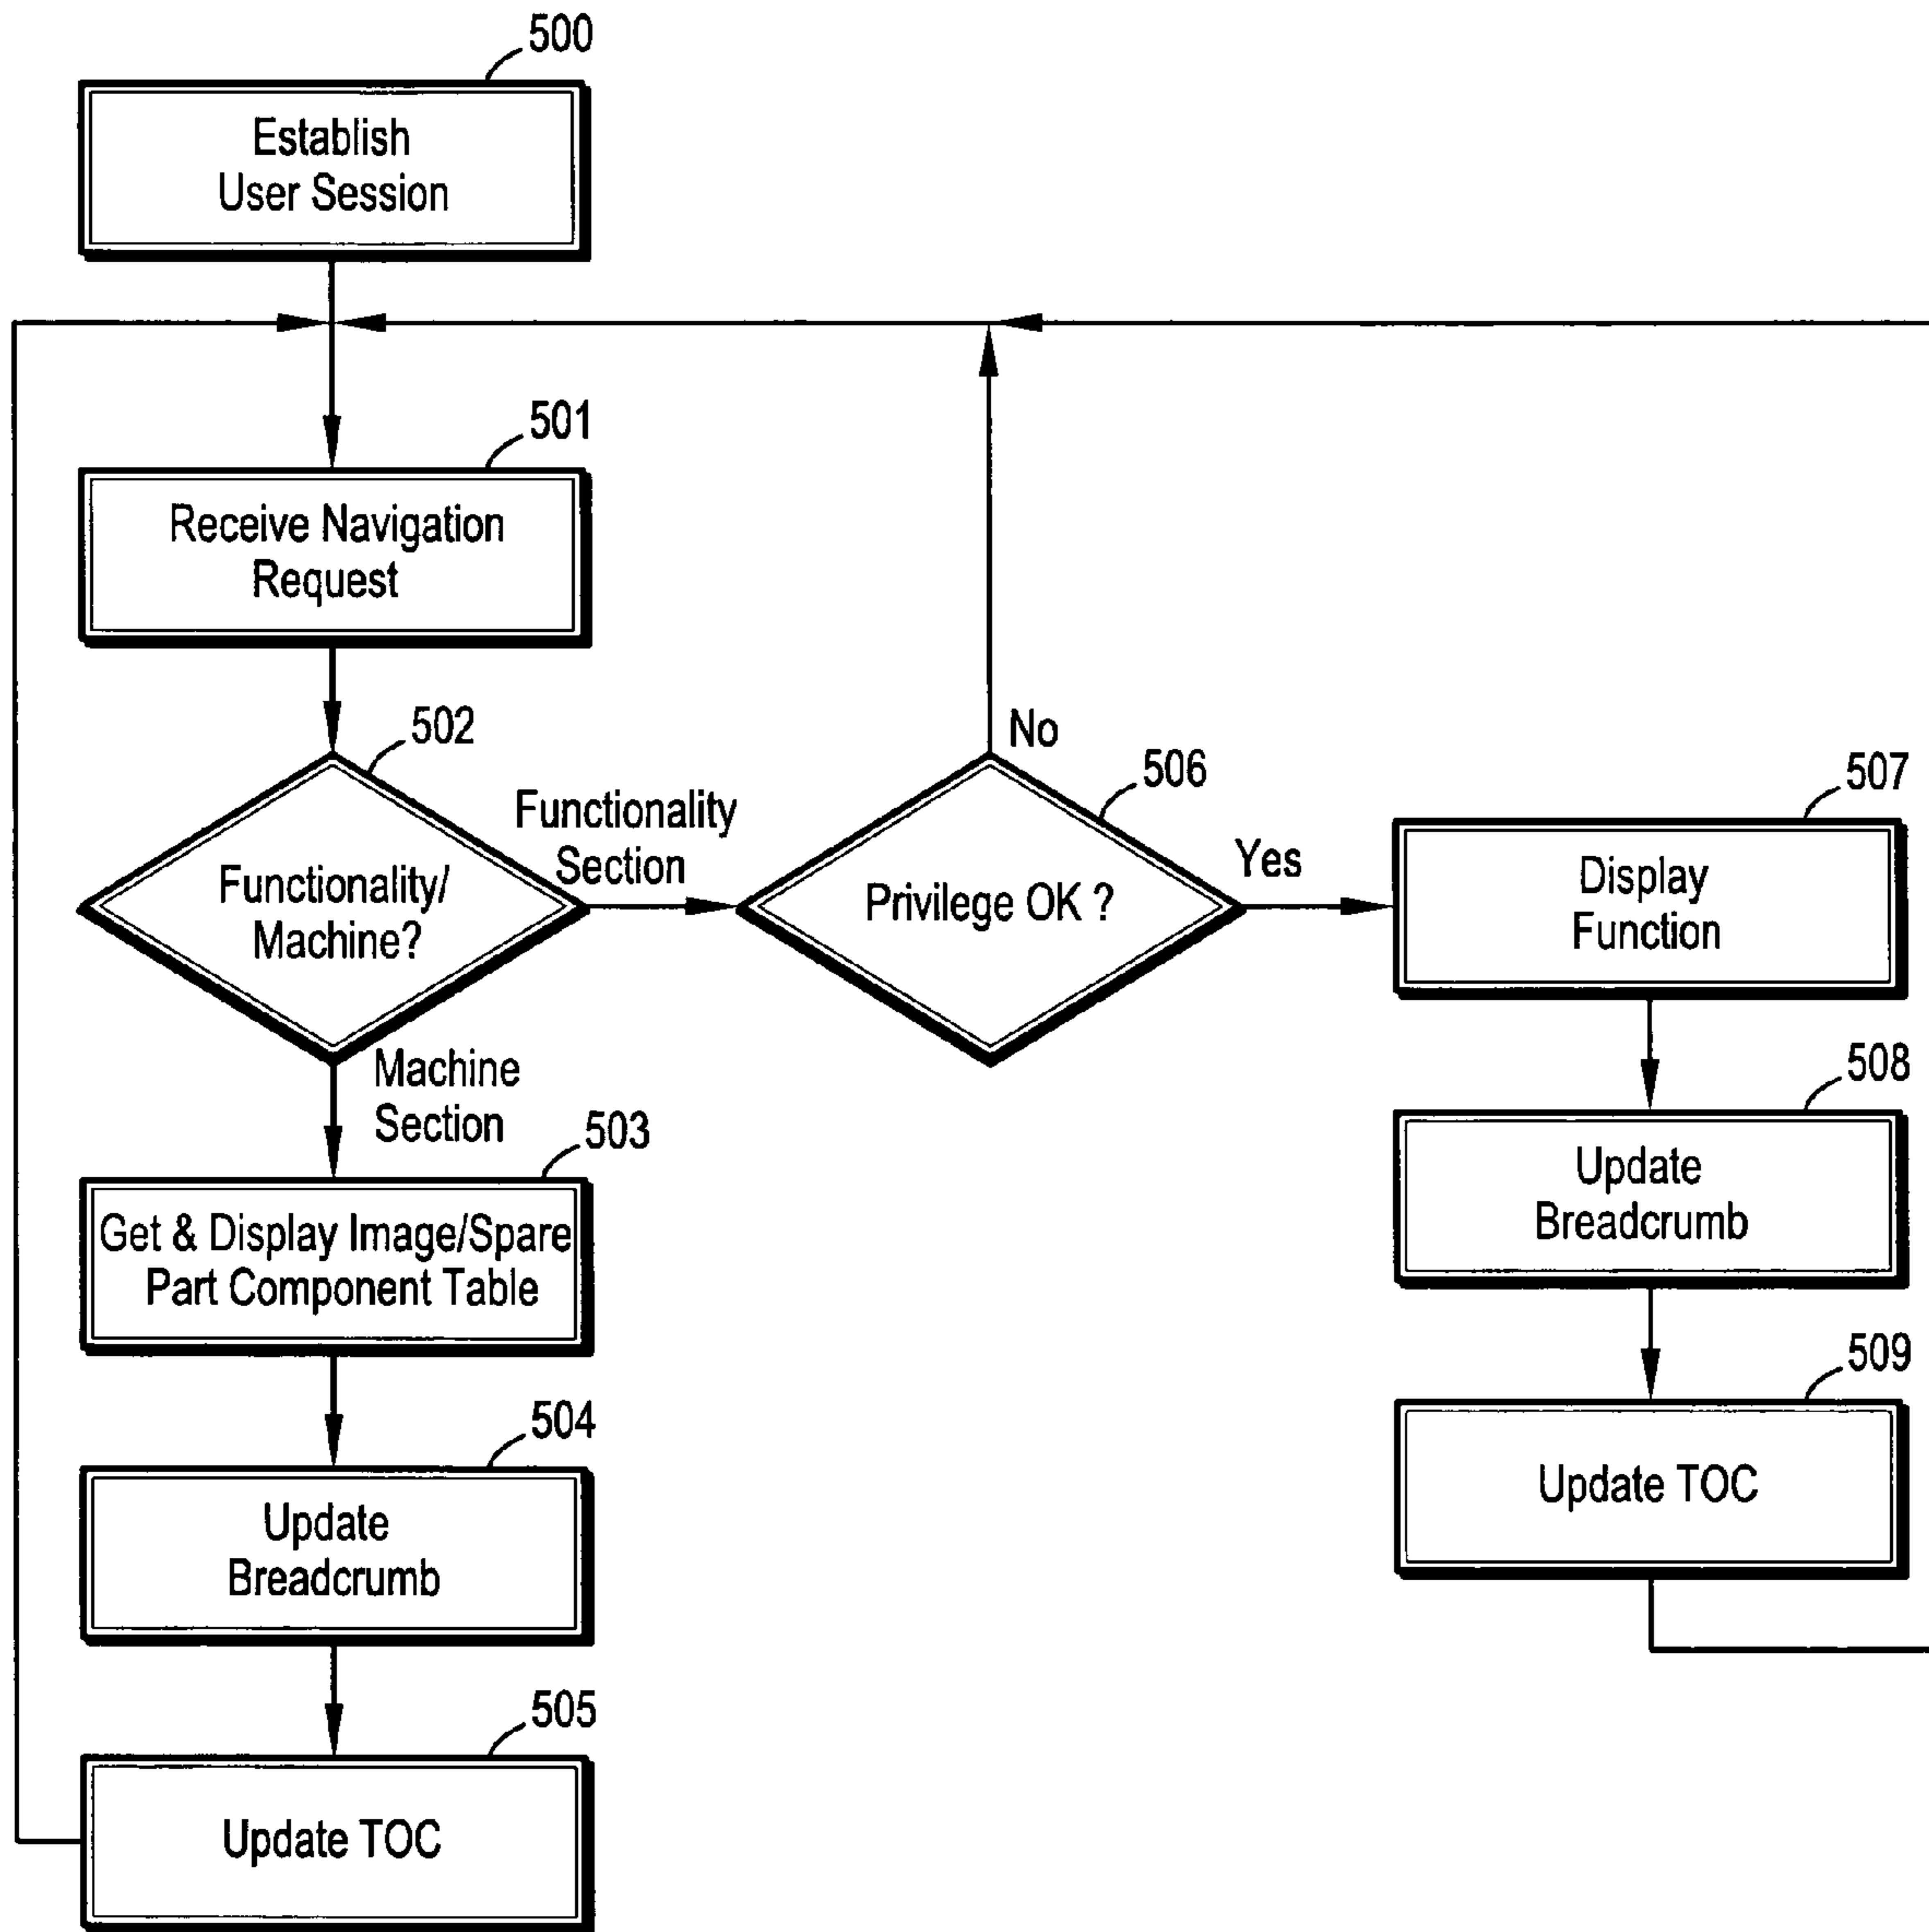 500
Establish
User Session
501
Receive Navigation
Request
502
Functionality/
Machine?
Functionality
Section
Machine
Section
503
Get & Display Image/Spare
Part Component Table
504
Update
Breadcrumb
505
Update TOC
506
Privilege OK ?
No
Yes
507
Display
Function
508
Update
Breadcrumb
509
Update TOC